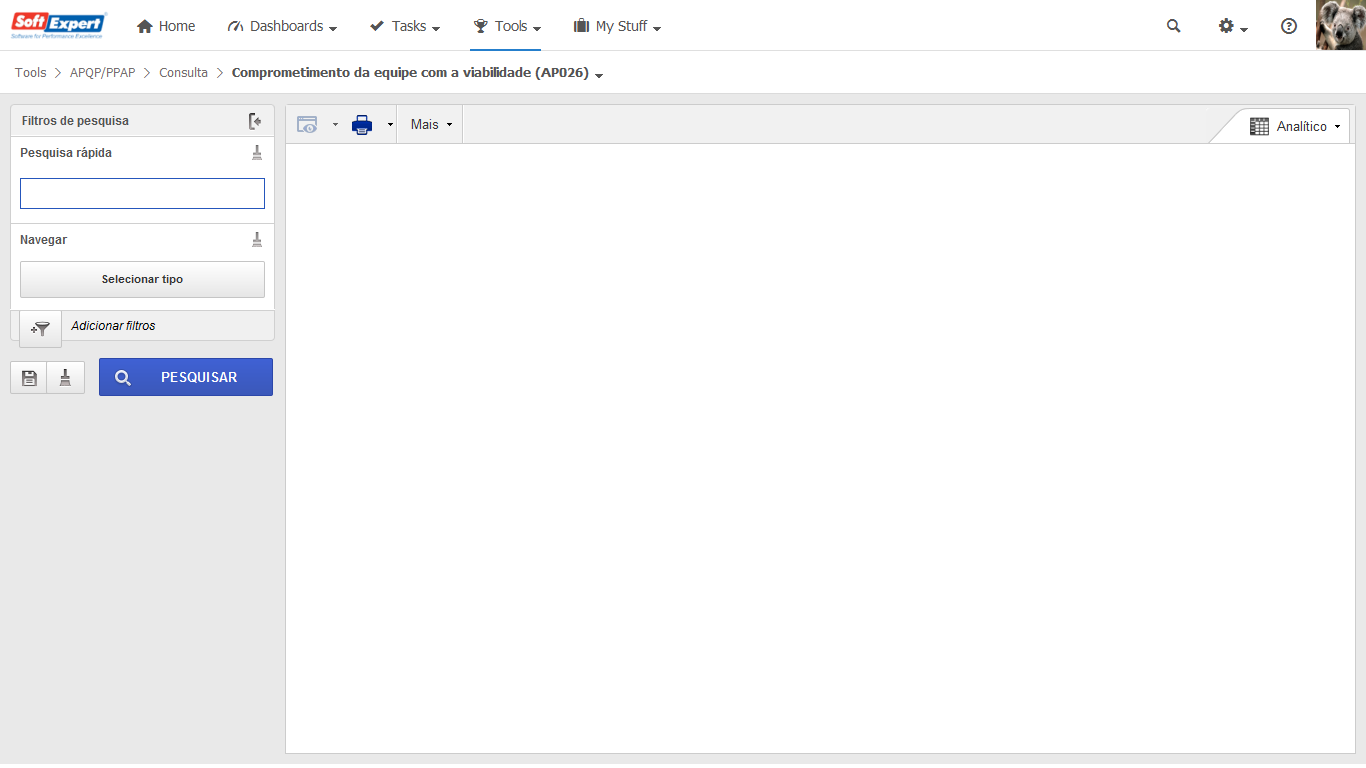 SoftExpert
Software for Performance Excellence
Home
Dashboards
Tasks
Tools
My Stuff
Tools > APQP/PPAP > Consulta > Comprometimento da equipe com a viabilidade (AP026)
Filtros de pesquisa
Pesquisa rápida
Navegar
Selecionar tipo
Adicionar filtros
PESQUISAR
Mais
Analítico